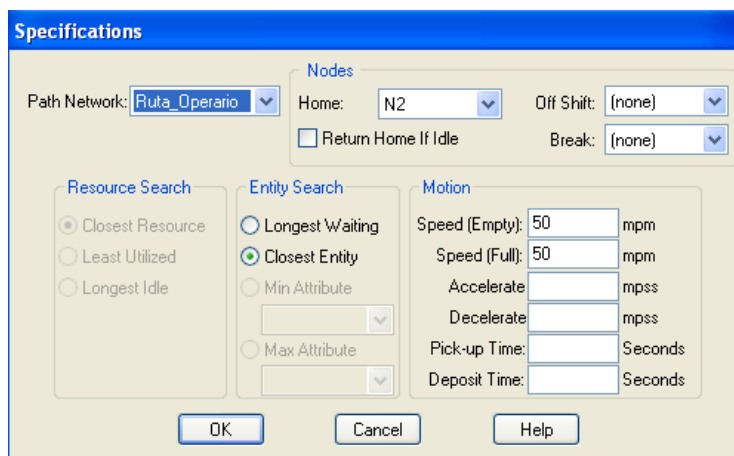 Specifications
Nodes
Path Network: Ruta_Operario Home: N2 Off Shift: (none)
Return Home If Idle Break: (none)
Resource Search Entity Search Motion
Closest Resource Longest Waiting Speed (Empty): 50 mpm
Least Utilized Closest Entity Speed (Full): 50 mpm
Longest Idle Min Attribute Accelerate mpss
Decelerate mpss
Max Attribute Pick-up Time: Seconds
Deposit Time: Seconds
OK Cancel Help